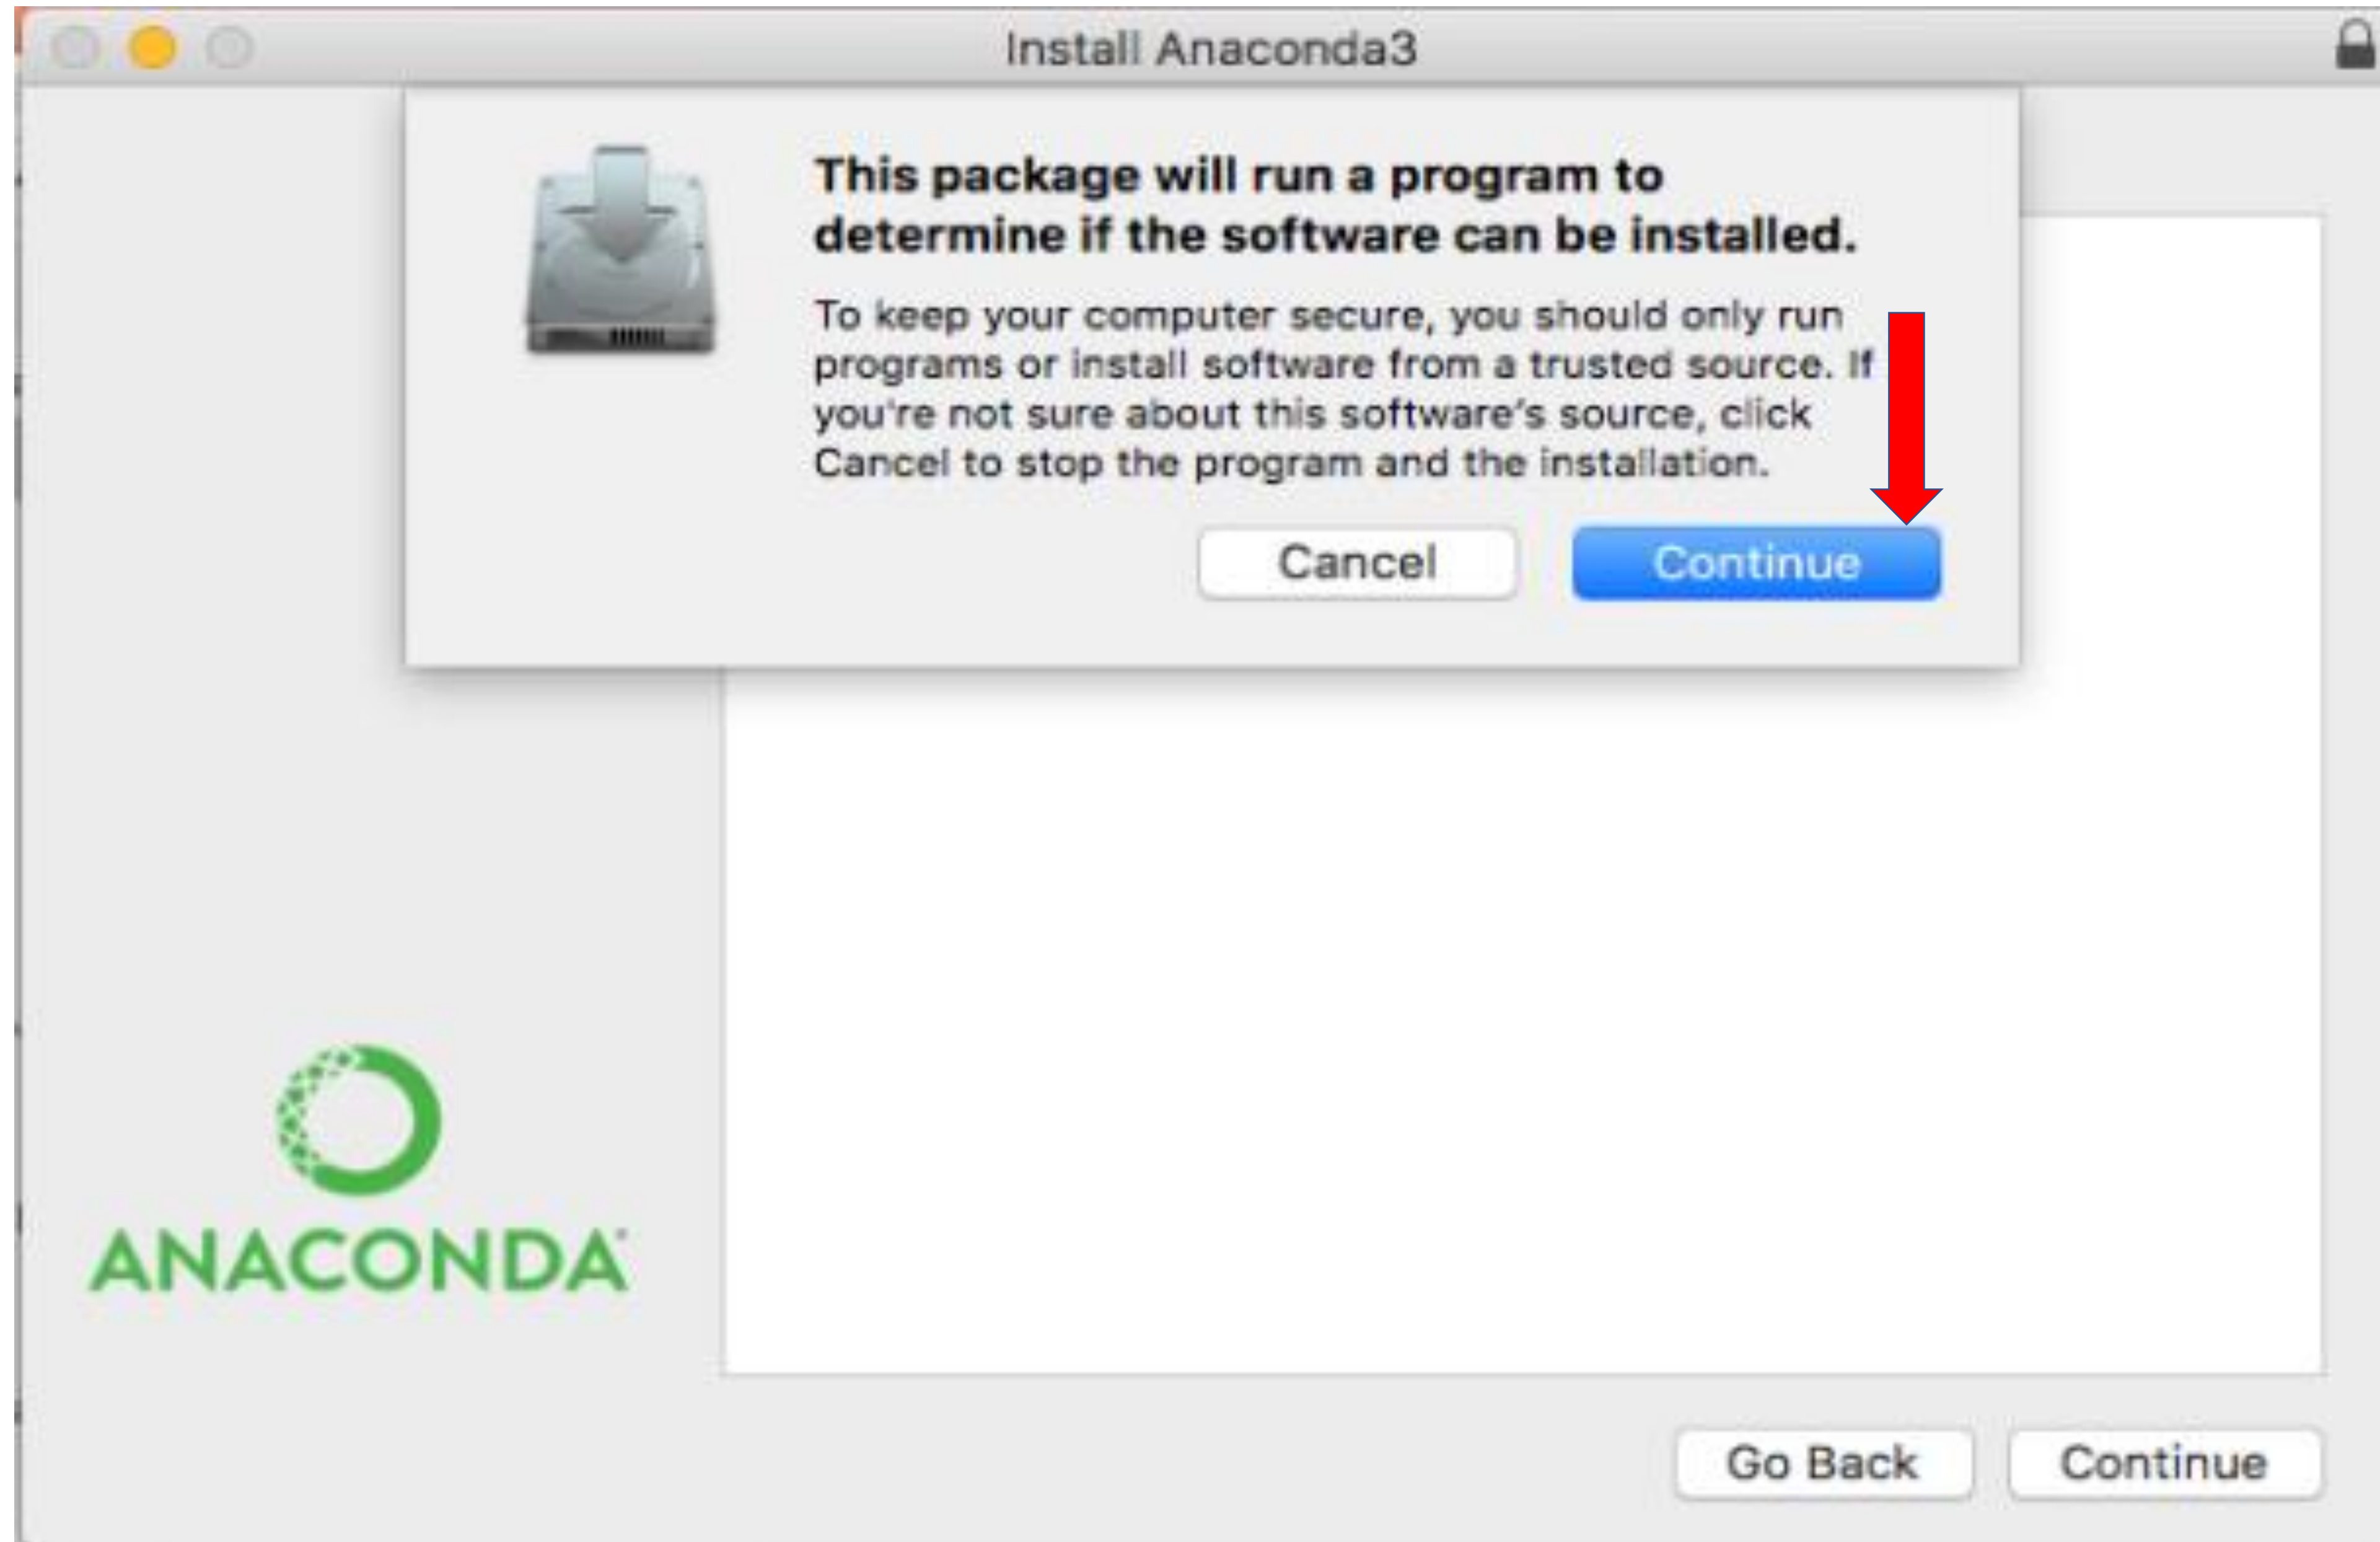 Install Anaconda3
This package will run a program to
determine if the software can be installed.
To keep your computer secure, you should only run
programs or install software from a trusted source. If
you're not sure about this software's source, click
Cancel to stop the program and the installation.
Cancel
Continue
ANACONDA
Go Back
Continue